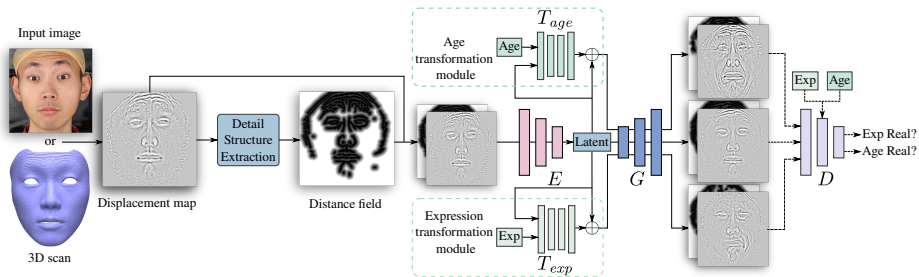 Input image
or
3D scan
Displacement map
Detail
Structure
Extraction
Distance field
Age
transformation
module
Age
T_age
E
Latent
G
Expression
transformation
module
Exp
T_exp
Exp
Age
D
Exp Real?
Age Real?